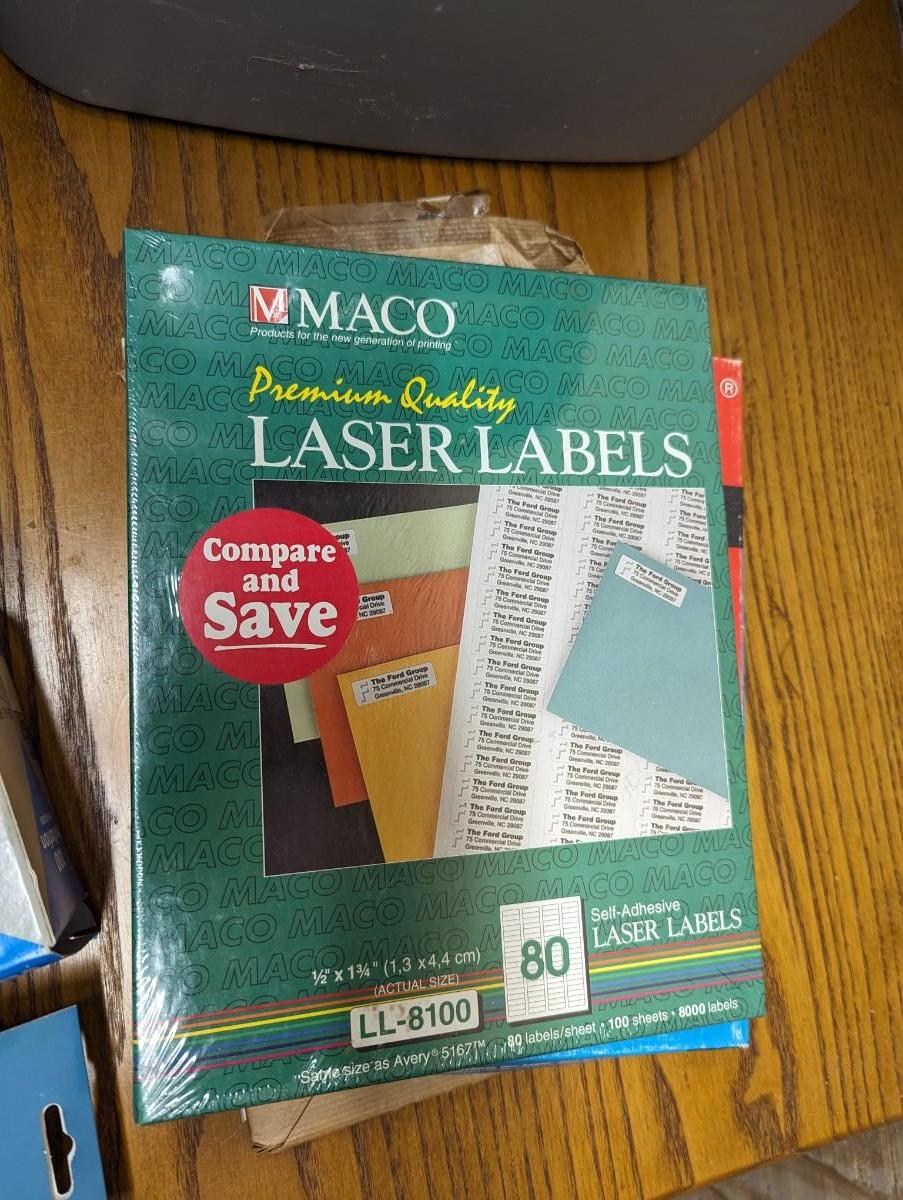 MACO®
Products for the new generation of printing
Premium Quality
LASER LABELS
Compare
and
Save
The Ford Group
75 Commercial Drive
Greenville, NC 29087
80
Self-Adhesive
LASER LABELS
½" x 1¾" (1,3 x 4,4 cm)
(ACTUAL SIZE)
LL-8100
80 labels/sheet • 100 sheets • 8000 labels
Same size as Avery® 5167™
®